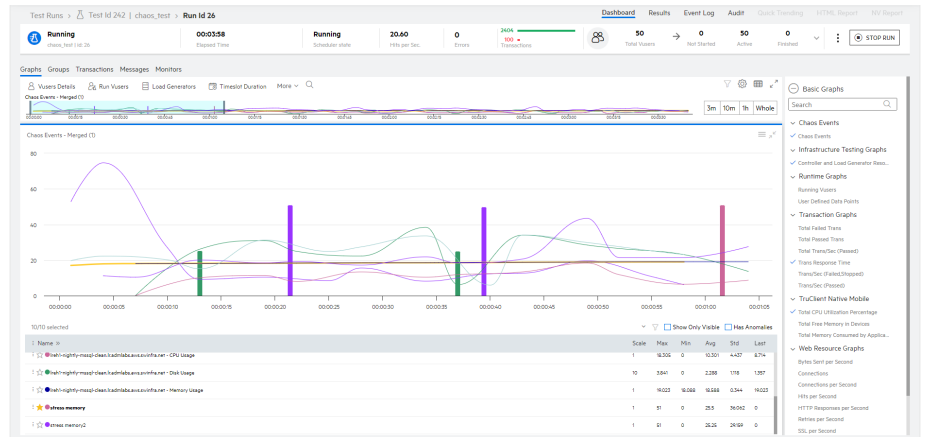 Test Runs > Test Id 242 | chaos_test > Run Id 26
Dashboard Results Event Log Audit Quick Trending HTML Report NV Report
Running 00:03:58 Running 20.60 0 2404 50 → 0 50 0
100
chaos_test | Id: 26 Elapsed Time Scheduler state Hits per Sec. Errors Transactions Total Vusers Not Started Active Finished
STOP RUN
Graphs Groups Transactions Messages Monitors
Vusers Details Run Vusers Load Generators Timeslot Duration More
Chaos Events - Merged (1)
3m 10m 1h Whole
Chaos Events - Merged (1)
80
60
40
20
0
00:00:00 00:00:05 00:00:10 00:00:15 00:00:20 00:00:25 00:00:30 00:00:35 00:00:40 00:00:45 00:00:50 00:00:55 00:01:00 00:01:05
10/10 selected
Show Only Visible Has Anomalies
Name Scale Max Min Avg Std Last
- CPU Usage 1 18.305 0 10.301 4.437 8.714
- Disk Usage 10 3.841 0 2.288 1.118 1.357
- Memory Usage 1 19.023 18.088 18.588 0.344 19.023
stress memory 1 51 0 25.5 36.062 0
stress memory2 1 51 0 25.25 29.159 0
Basic Graphs
Search
Chaos Events
Chaos Events
Infrastructure Testing Graphs
Controller and Load Generator Reso...
Runtime Graphs
Running Vusers
User Defined Data Points
Transaction Graphs
Total Failed Trans
Total Passed Trans
Total Trans/Sec (Passed)
Trans Response Time
Trans/Sec (Failed,Stopped)
Trans/Sec (Passed)
TruClient Native Mobile
Total CPU Utilization Percentage
Total Free Memory in Devices
Total Memory Consumed by Applica...
Web Resource Graphs
Bytes Sent per Second
Connections
Connections per Second
Hits per Second
HTTP Responses per Second
Retries per Second
SSL per Second